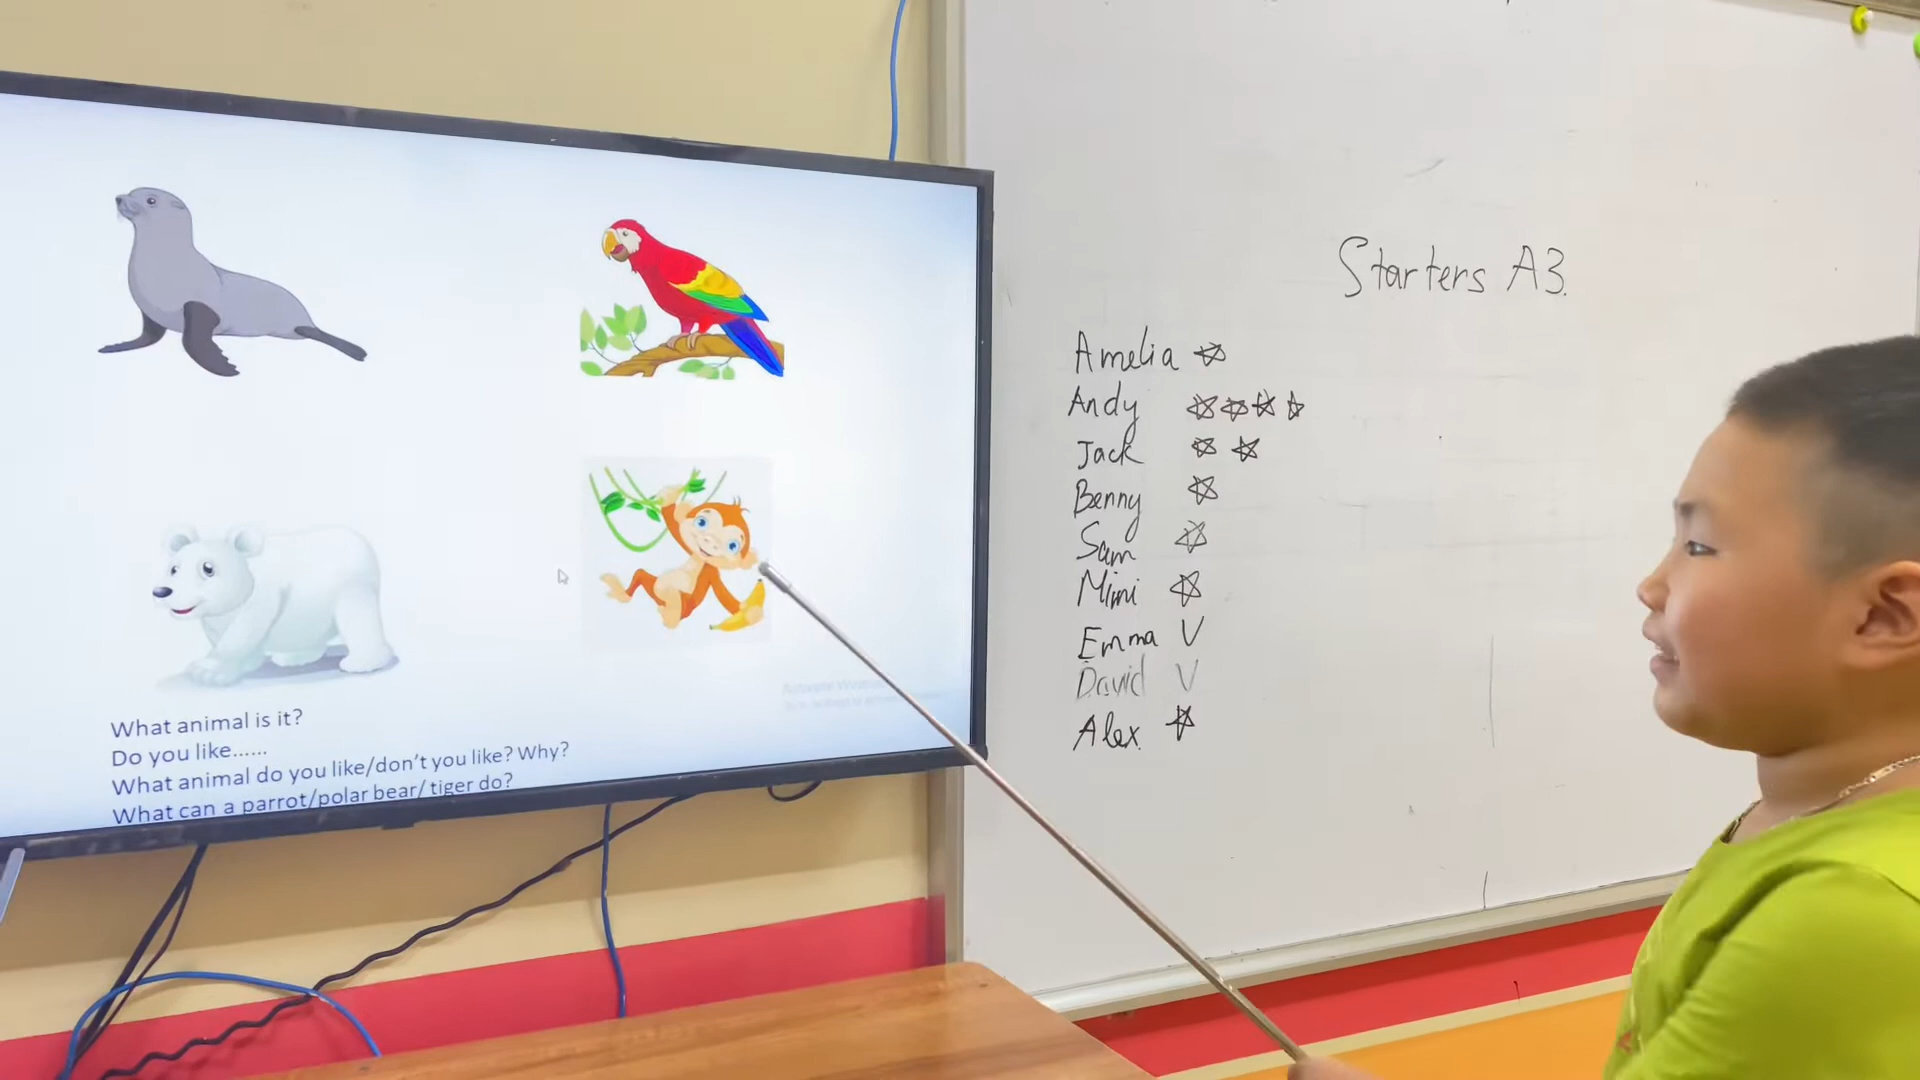 What animal is it?
Do you like......
What animal do you like/don't you like? Why?
What can a parrot/polar bear/ tiger do?
Starters A3.
Amelia
Andy
Jack
Benny
Sam
Mimi
Emma V
David V
Alex